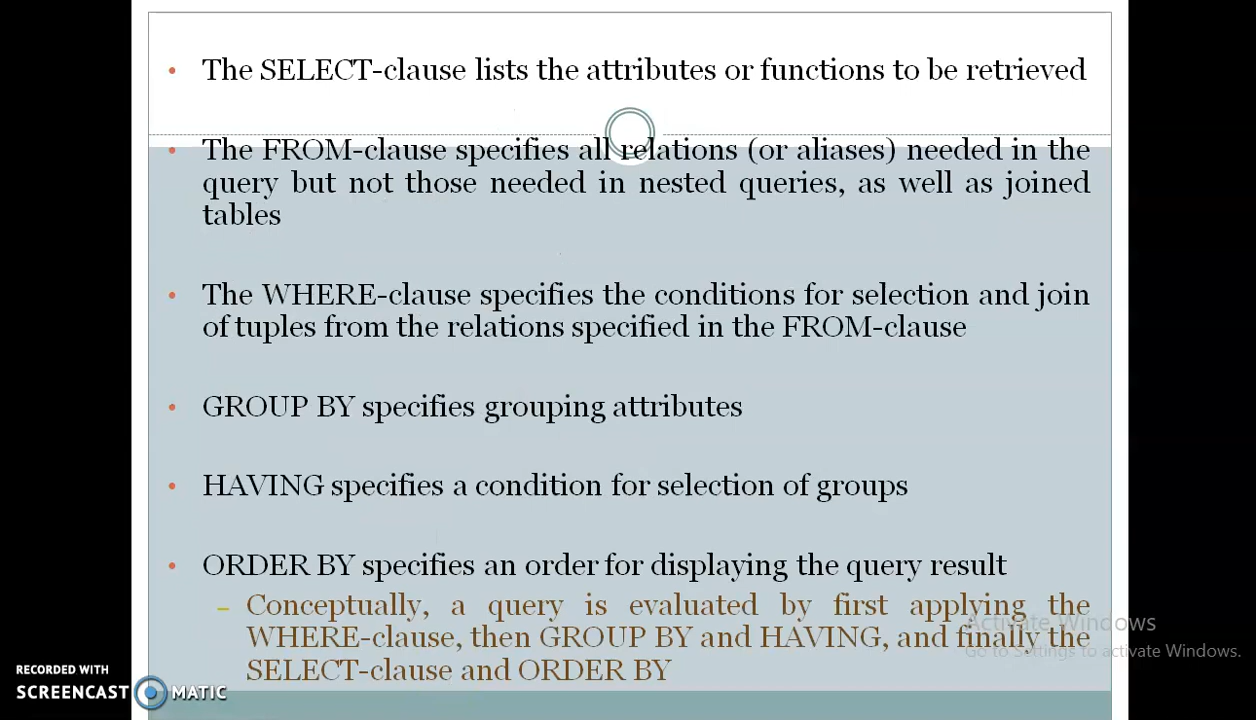 • The SELECT-clause lists the attributes or functions to be retrieved
• The FROM-clause specifies all relations (or aliases) needed in the
query but not those needed in nested queries, as well as joined
tables
• The WHERE-clause specifies the conditions for selection and join
of tuples from the relations specified in the FROM-clause
• GROUP BY specifies grouping attributes
• HAVING specifies a condition for selection of groups
• ORDER BY specifies an order for displaying the query result
– Conceptually, a query is evaluated by first applying the
WHERE-clause, then GROUP BY and HAVING, and finally the
SELECT-clause and ORDER BY
Activate Windows
Go to Settings to activate Windows.
RECORDED WITH
SCREENCAST MATIC